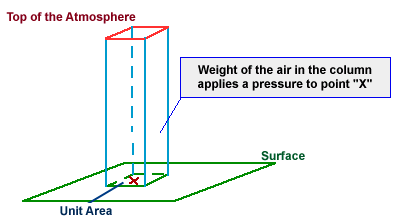 Top of the Atmosphere
Weight of the air in the column
applies a pressure to point "X"
Surface
Unit Area